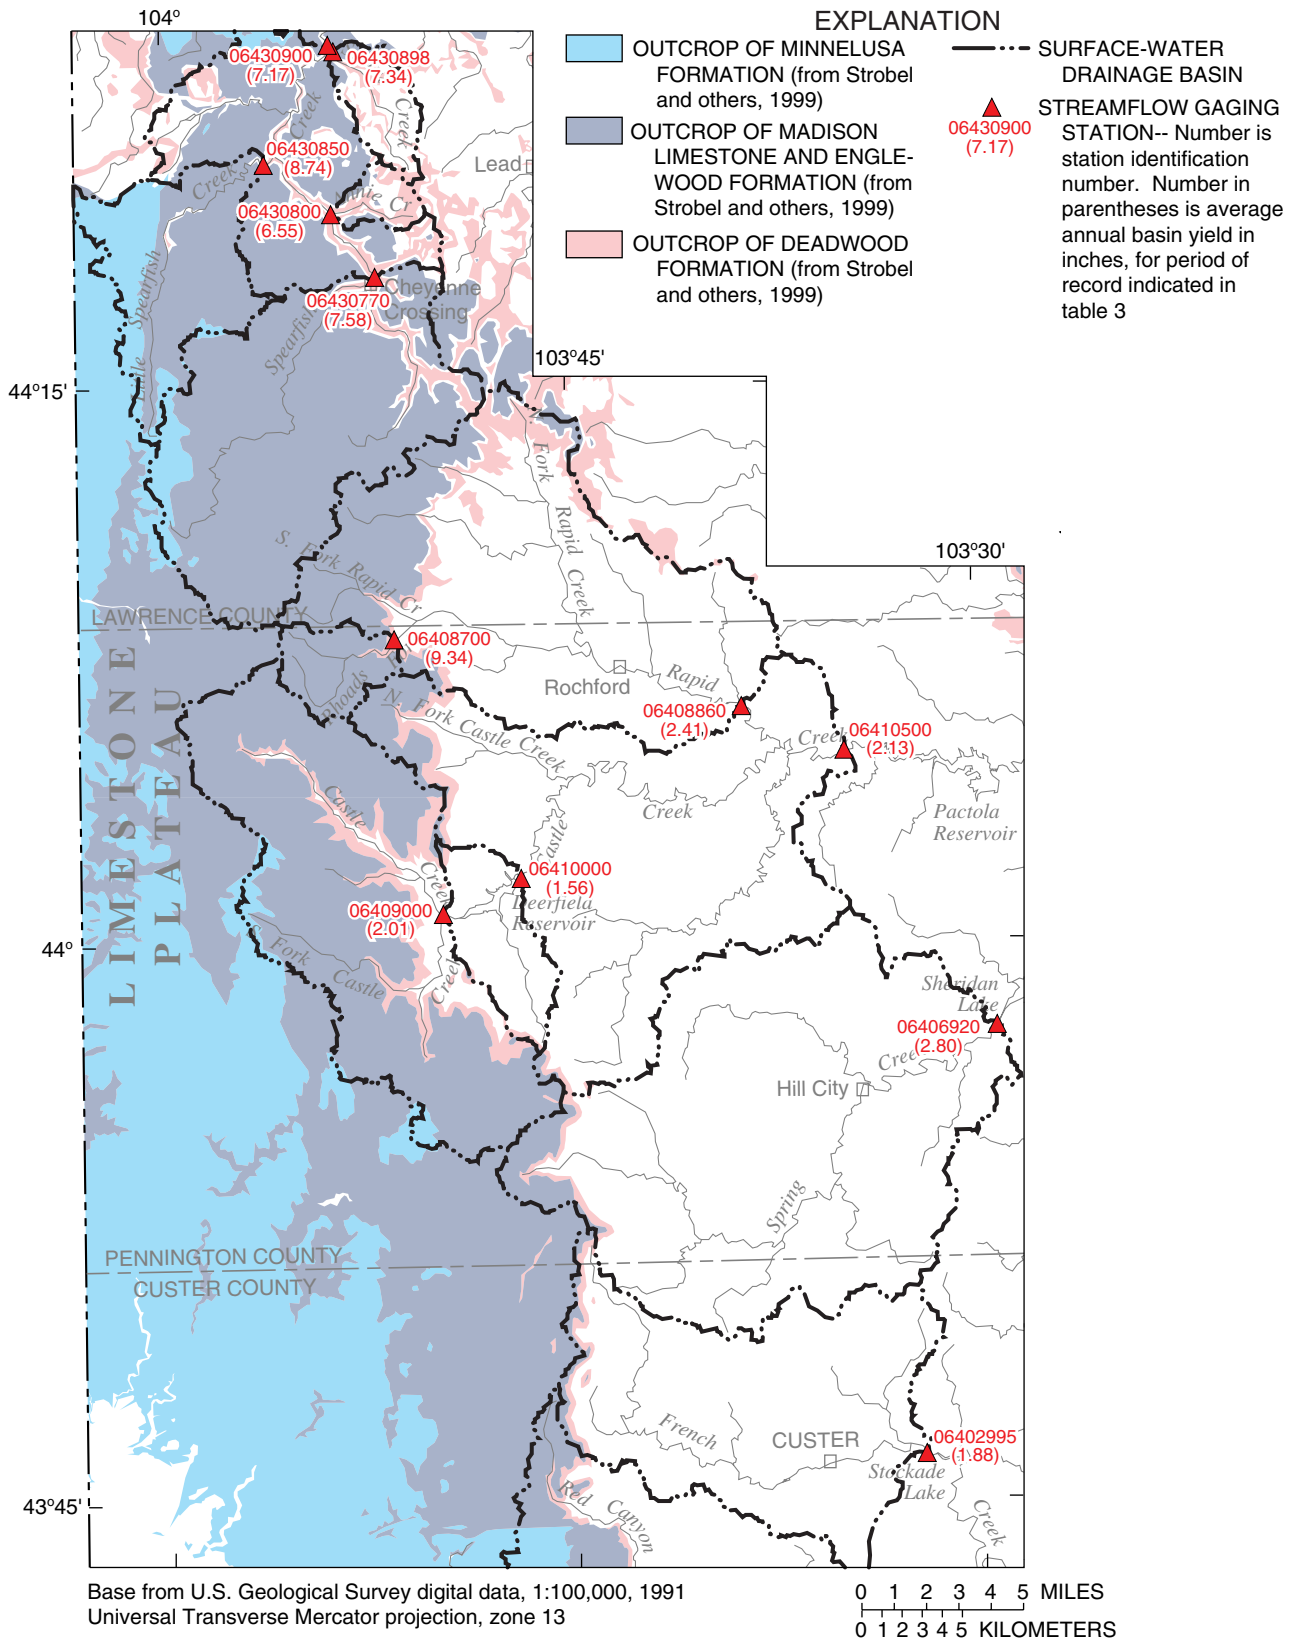 104°
EXPLANATION
OUTCROP OF MINNELUSA
FORMATION (from Strobel
and others, 1999)
OUTCROP OF MADISON
LIMESTONE AND ENGLE-
WOOD FORMATION (from
Strobel and others, 1999)
OUTCROP OF DEADWOOD
FORMATION (from Strobel
and others, 1999)
SURFACE-WATER
DRAINAGE BASIN
STREAMFLOW GAGING
STATION-- Number is
station identification
number. Number in
parentheses is average
annual basin yield in
inches, for period of
record indicated in
table 3
06430900
(7.17)
06430900
(7.17)
06430898
(7.34)
Creek
Creek
06430850
(8.74)
Lead
Creek
Annie Cr
06430800
(6.55)
Little Spearfish
Cheyenne
Crossing
06430770
(7.58)
Spearfish
103°45'
44°15'
N. Fork Rapid Creek
103°30'
S. Fork Rapid Cr
LAWRENCE COUNTY
06408700
(9.34)
Rhoads
Rochford
Rapid
N. Fork Castle Creek
06408860
(2.41)
Creek
06410500
(2.13)
LIMESTONE
PLATEAU
Castle
Creek
Castle
Creek
Pactola
Reservoir
06410000
(1.56)
Deerfield
Reservoir
06409000
(2.01)
44°
S. Fork Castle
Creek
Sheridan
Lake
06406920
(2.80)
Creek
Hill City
Spring
PENNINGTON COUNTY
CUSTER COUNTY
French
CUSTER
06402995
(1.88)
Stockade
Lake
Creek
Red Canyon
43°45'
Base from U.S. Geological Survey digital data, 1:100,000, 1991
Universal Transverse Mercator projection, zone 13
0 1 2 3 4 5 MILES
0 1 2 3 4 5 KILOMETERS